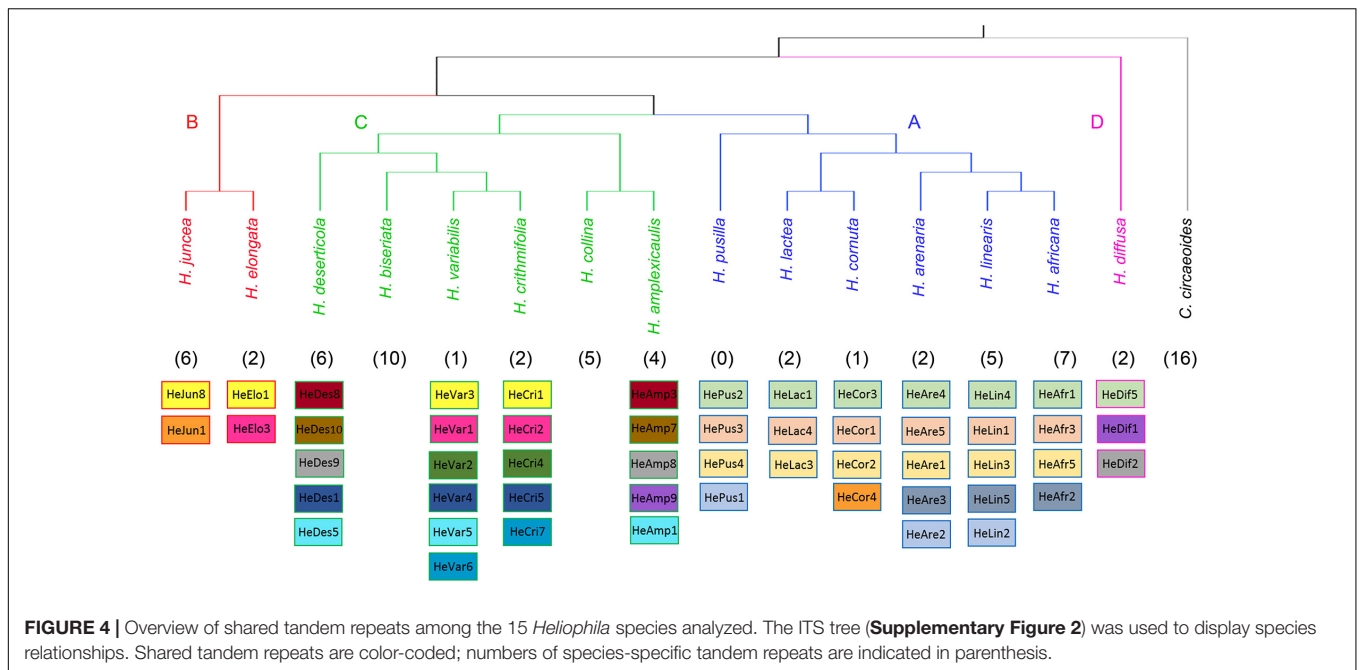 B
C
A
D
H. juncea
H. elongata
H. deserticola
H. biseriata
H. variabilis
H. crithmifolia
H. collina
H. amplexicaulis
H. pusilla
H. lactea
H. cornuta
H. arenaria
H. linearis
H. africana
H. diffusa
C. circaeoides
(6) (2) (6) (10) (1) (2) (5) (4) (0) (2) (1) (2) (5) (7) (2) (16)
HeJun8 HeElo1 HeDes8 HeVar3 HeCri1 HeAmp3 HePus2 HeLac1 HeCor3 HeAre4 HeLin4 HeAfr1 HeDif5
HeJun1 HeElo3 HeDes10 HeVar1 HeCri2 HeAmp7 HePus3 HeLac4 HeCor1 HeAre5 HeLin1 HeAfr3 HeDif1
HeDes9 HeVar2 HeCri4 HeAmp8 HePus4 HeLac3 HeCor2 HeAre1 HeLin3 HeAfr5 HeDif2
HeDes1 HeVar4 HeCri5 HeAmp9 HePus1 HeCor4 HeAre3 HeLin5 HeAfr2
HeDes5 HeVar5 HeCri7 HeAmp1 HeAre2 HeLin2
HeVar6
FIGURE 4 | Overview of shared tandem repeats among the 15 Heliophila species analyzed. The ITS tree (Supplementary Figure 2) was used to display species
relationships. Shared tandem repeats are color-coded; numbers of species-specific tandem repeats are indicated in parenthesis.